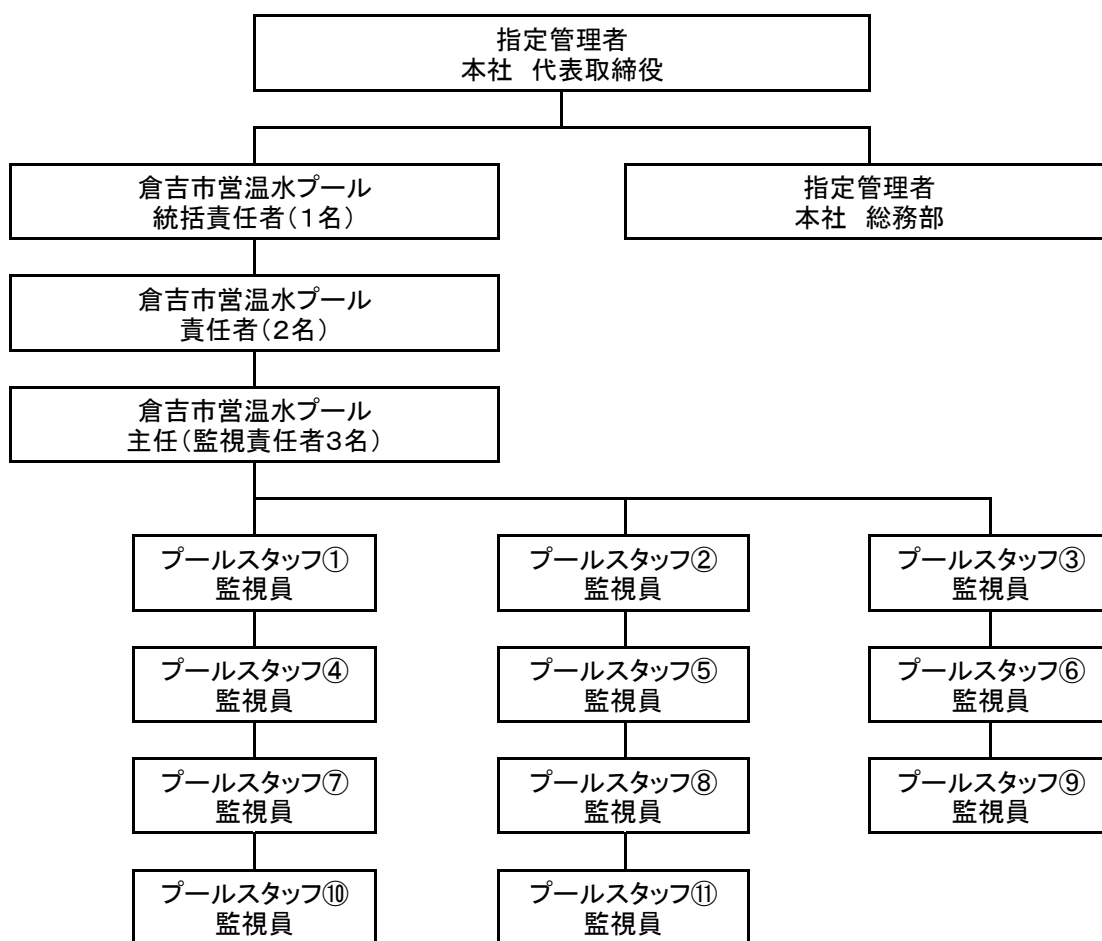 指定管理者
本社 代表取締役
倉吉市営温水プール
統括責任者(1名)
指定管理者
本社 総務部
倉吉市営温水プール
責任者(2名)
倉吉市営温水プール
主任(監視責任者3名)
プールスタッフ①
監視員
プールスタッフ②
監視員
プールスタッフ③
監視員
プールスタッフ④
監視員
プールスタッフ⑤
監視員
プールスタッフ⑥
監視員
プールスタッフ⑦
監視員
プールスタッフ⑧
監視員
プールスタッフ⑨
監視員
プールスタッフ⑩
監視員
プールスタッフ⑪
監視員